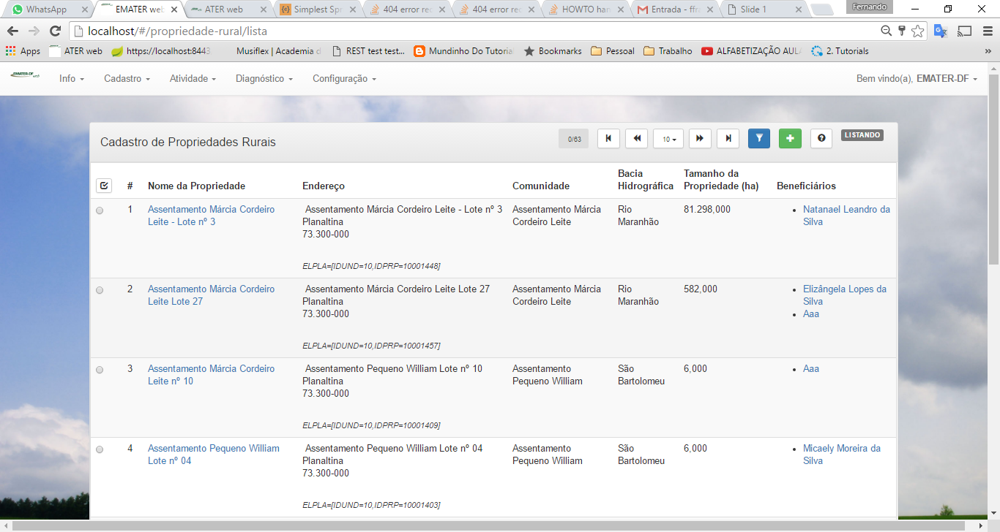 Fernando
WhatsApp
EMATER web
ATER web
Simplest Spr
404 error rec
404 error rec
HOWTO han
Entrada - ffra
Slide 1
localhost/#/propriedade-rural/lista
Apps
ATER web
https://localhost:8443
Musiflex | Academia d
REST test test...
Mundinho Do Tutoria
Bookmarks
Pessoal
Trabalho
ALFABETIZAÇÃO AUL
2. Tutorials
»
EMATER-DF
Info
Cadastro
Atividade
Diagnóstico
Configuração
Bem vindo(a), EMATER-DF
Cadastro de Propriedades Rurais
0/63
10
LISTANDO
#
Nome da Propriedade
Endereço
Comunidade
Bacia
Hidrográfica
Tamanho da
Propriedade (ha)
Beneficiários
1
Assentamento Márcia Cordeiro
Leite - Lote nº 3
Assentamento Márcia Cordeiro Leite - Lote nº 3
Planaltina
73.300-000
ELPLA=[IDUND=10,IDPRP=10001448]
Assentamento Márcia
Cordeiro Leite
Rio
Maranhão
81.298,000
Natanael Leandro da
Silva
2
Assentamento Márcia Cordeiro
Leite Lote 27
Assentamento Márcia Cordeiro Leite Lote 27
Planaltina
73.300-000
ELPLA=[IDUND=10,IDPRP=10001457]
Assentamento Márcia
Cordeiro Leite
Rio
Maranhão
582,000
Elizângela Lopes da
Silva
Aaa
3
Assentamento Márcia Cordeiro
Leite nº 10
Assentamento Pequeno William Lote nº 10
Planaltina
73.300-000
ELPLA=[IDUND=10,IDPRP=10001409]
Assentamento
Pequeno William
São
Bartolomeu
6,000
Aaa
4
Assentamento Pequeno William
Lote nº 04
Assentamento Pequeno William Lote nº 04
Planaltina
73.300-000
ELPLA=[IDUND=10,IDPRP=10001403]
Assentamento
Pequeno William
São
Bartolomeu
6,000
Micaely Moreira da
Silva